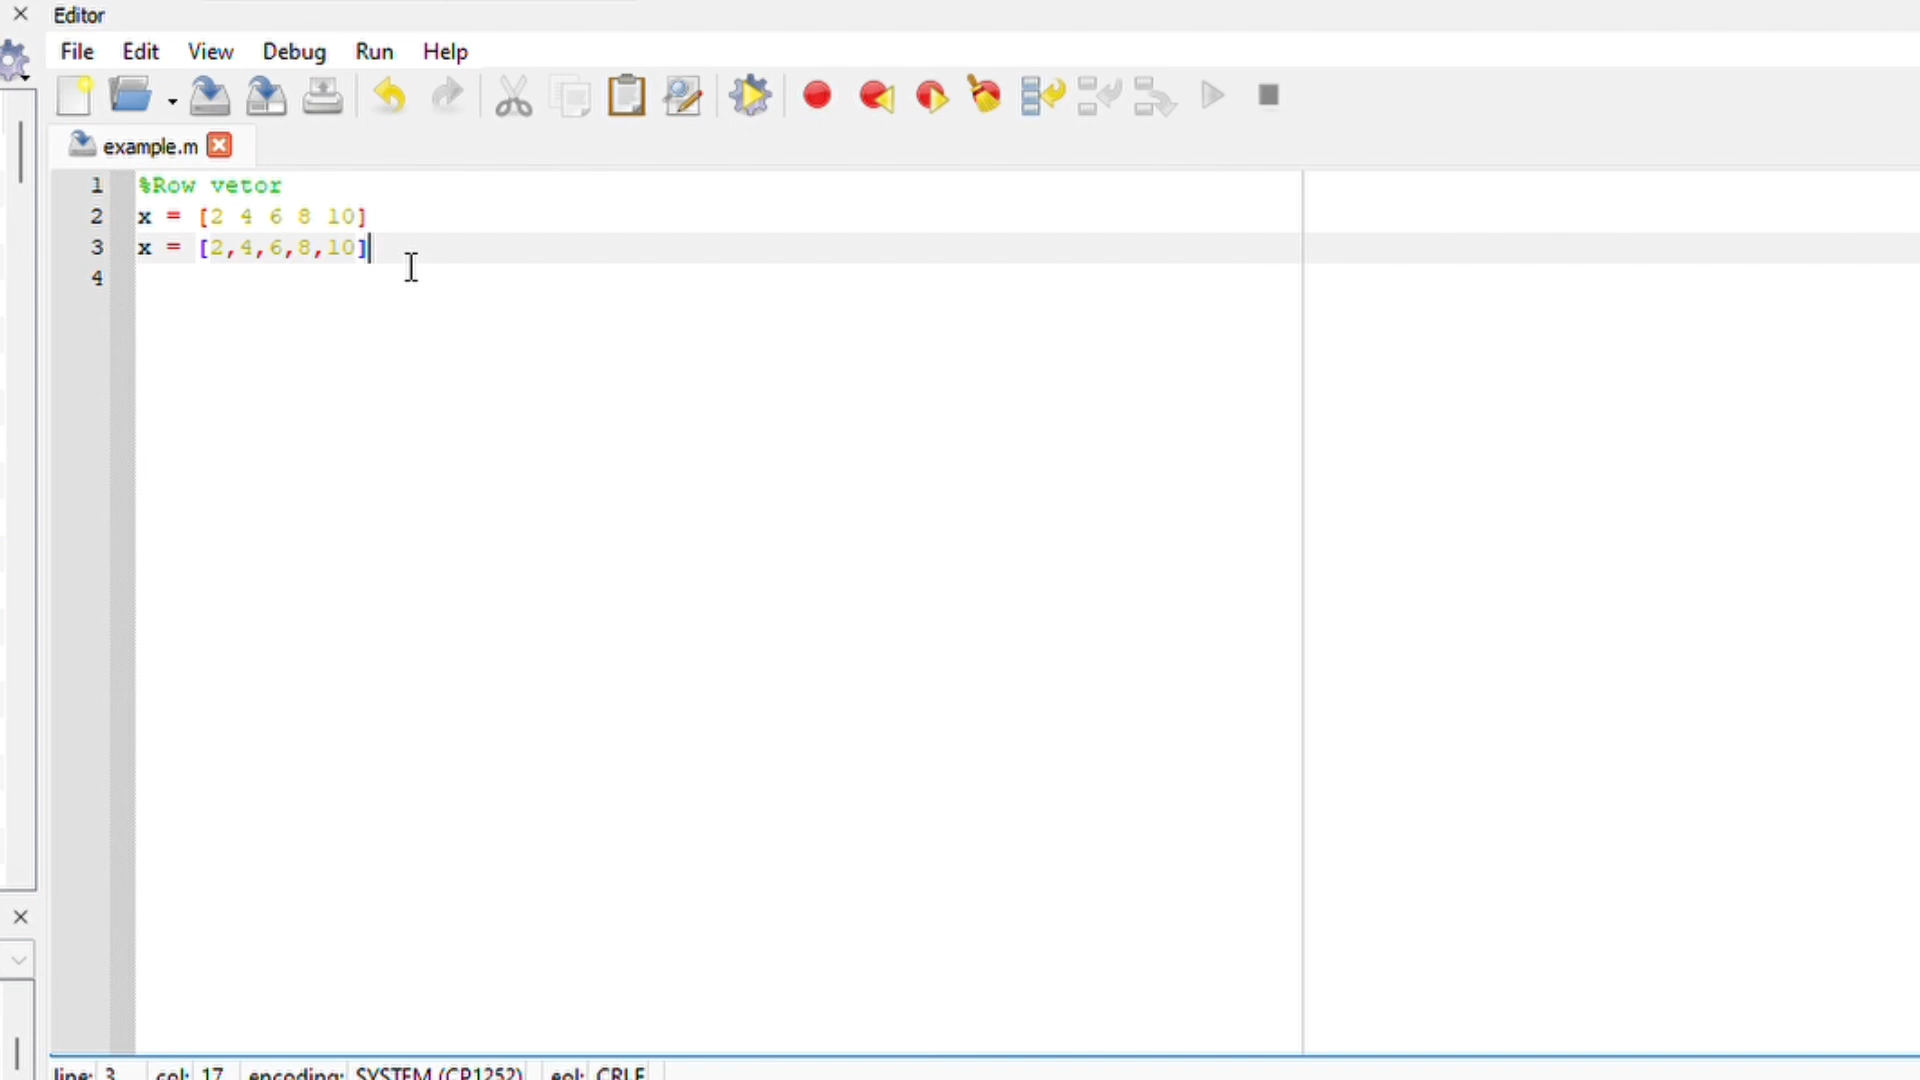 Editor
File Edit View Debug Run Help
example.m
1 %Row vetor
2 x = [2 4 6 8 10]
3 x = [2,4,6,8,10]
4
line: 3 col: 17 encoding: SYSTEM (CP1252) eol: CRLF